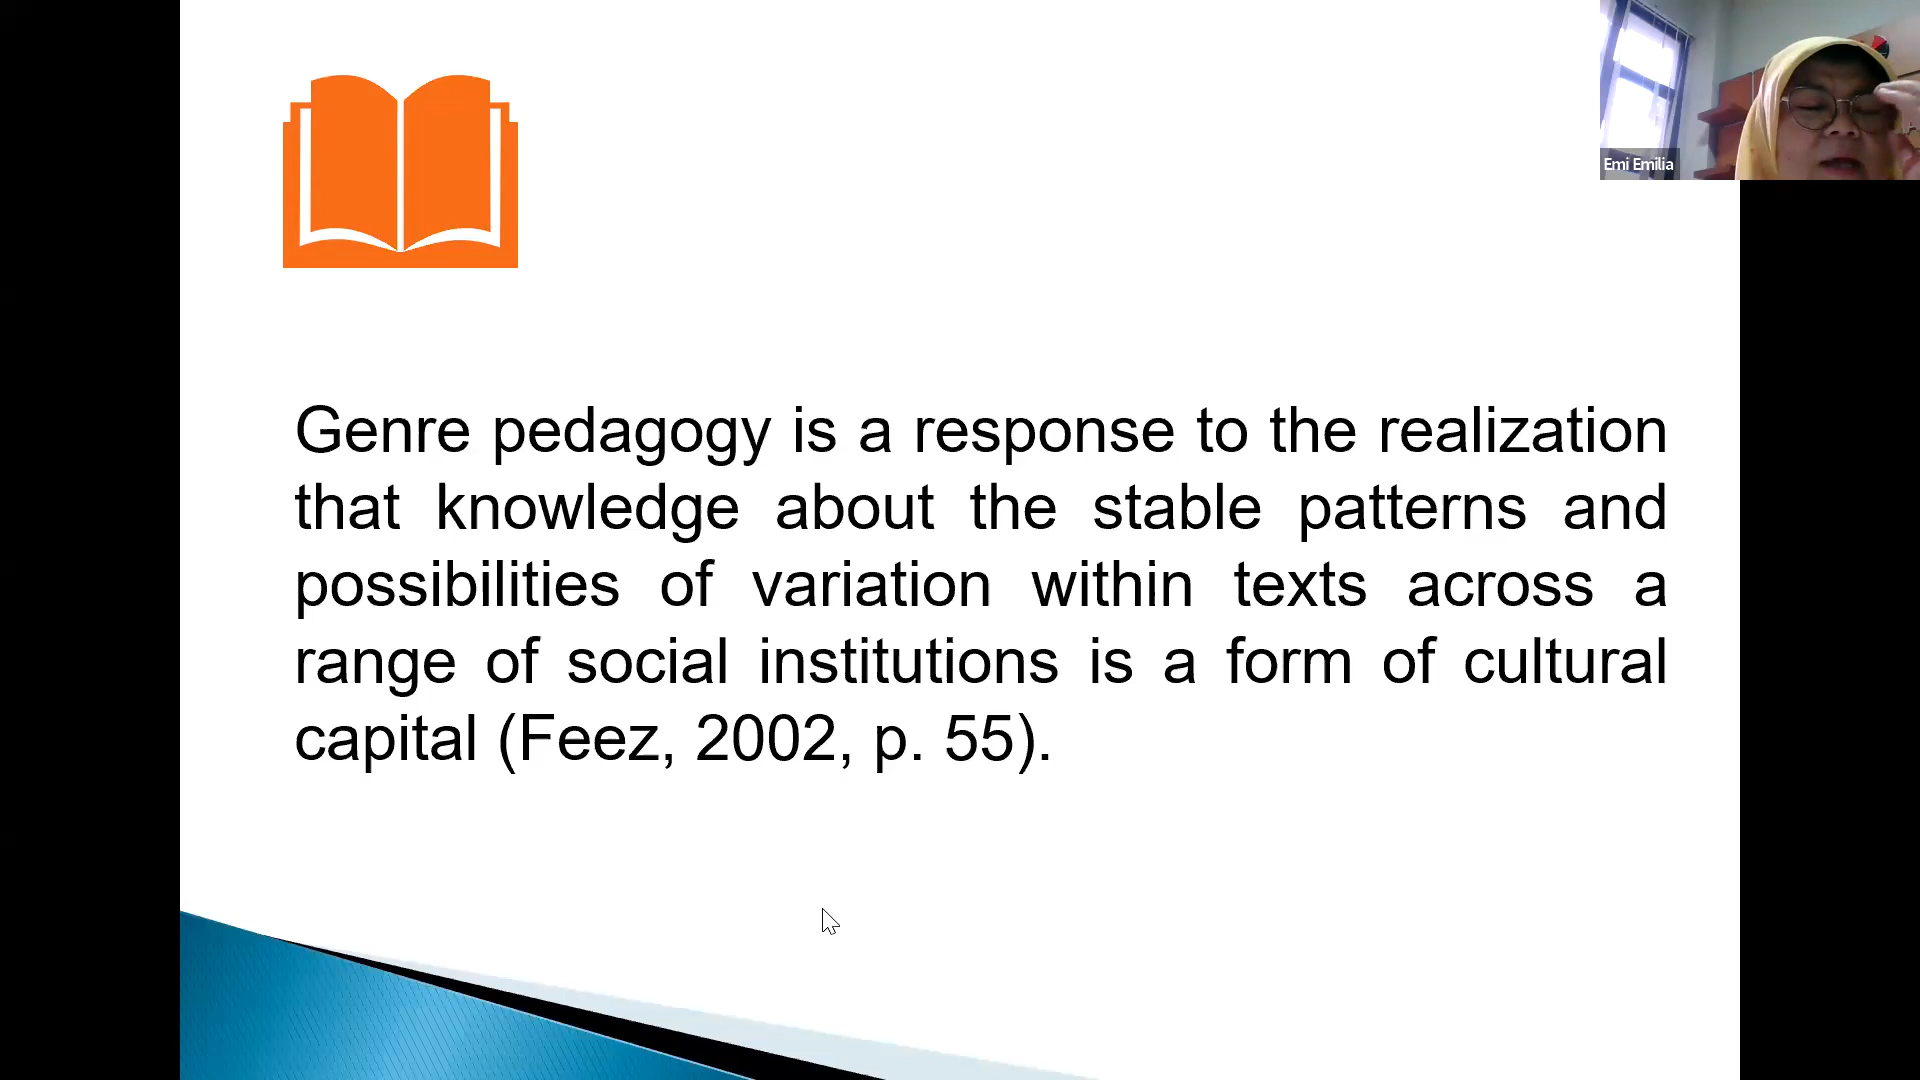 Emi Emilia
Genre pedagogy is a response to the realization
that knowledge about the stable patterns and
possibilities of variation within texts across a
range of social institutions is a form of cultural
capital (Feez, 2002, p. 55).